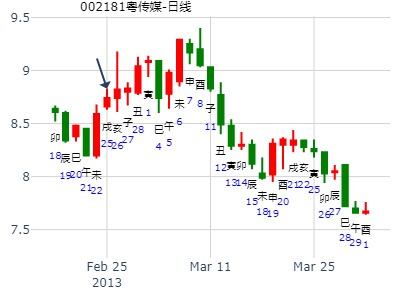 002181粤传媒-日线
9.5
9
8.5
8
7.5
卯
18
辰
19
巳
20
午
21
未
22
戌
25
亥
26
子
27
丑
28
寅
1
巳
4
午
5
未
6
申
7
酉
8
子
11
丑
12
寅
13
卯
14
辰
15
未
18
申
19
酉
20
戌
21
亥
22
寅
25
卯
26
辰
27
巳
28
午
29
酉
1
Feb 25
2013
Mar 11
Mar 25